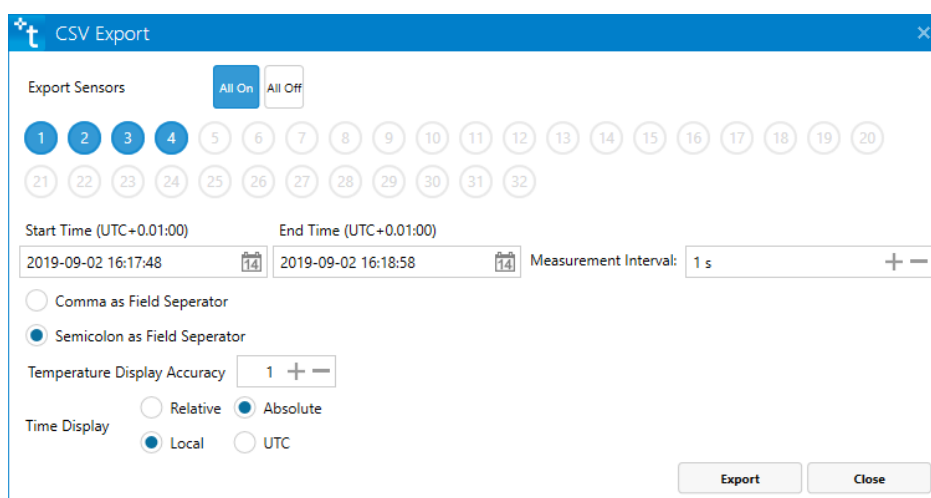 t CSV Export
Export Sensors All On All Off
1 2 3 4 5 6 7 8 9 10 11 12 13 14 15 16 17 18 19 20
21 22 23 24 25 26 27 28 29 30 31 32
Start Time (UTC+0.01:00) End Time (UTC+0.01:00)
2019-09-02 16:17:48 14 2019-09-02 16:18:58 14 Measurement Interval: 1 s
Comma as Field Seperator
Semicolon as Field Seperator
Temperature Display Accuracy 1
Relative Absolute
Time Display
Local UTC
Export Close